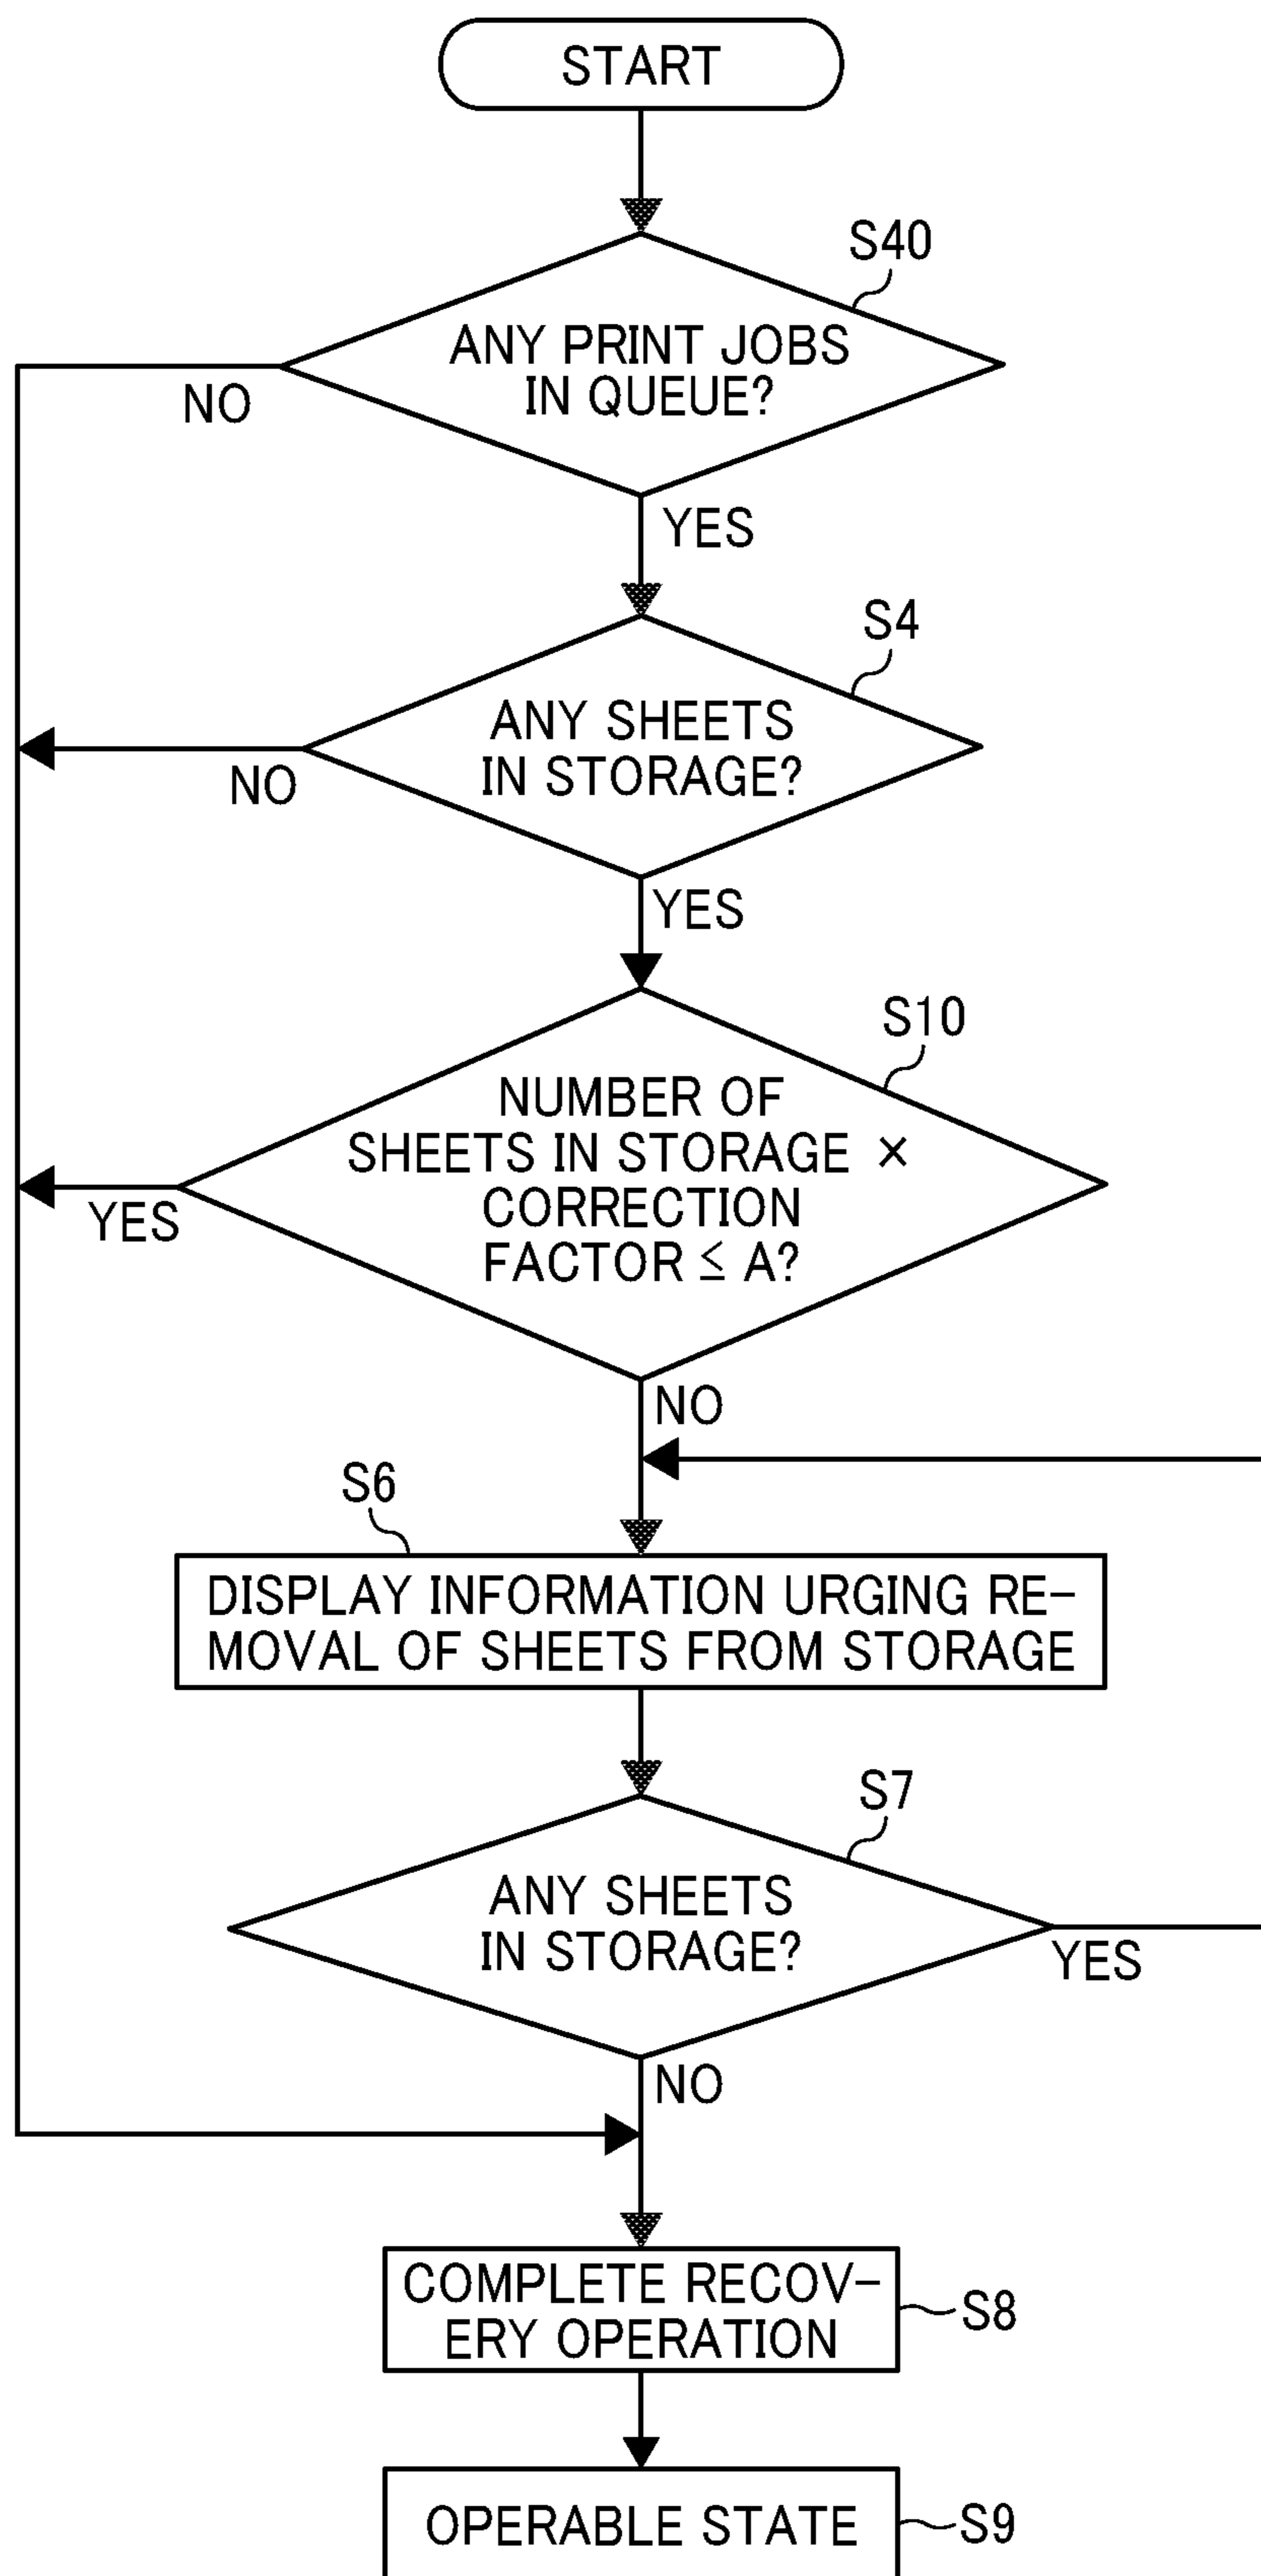 START
S40
ANY PRINT JOBS
IN QUEUE?
NO
YES
S4
ANY SHEETS
IN STORAGE?
NO
YES
S10
NUMBER OF
SHEETS IN STORAGE ×
CORRECTION
FACTOR ≤ A?
YES
NO
S6
DISPLAY INFORMATION URGING RE-
MOVAL OF SHEETS FROM STORAGE
S7
ANY SHEETS
IN STORAGE?
YES
NO
COMPLETE RECOV-
ERY OPERATION
S8
OPERABLE STATE
S9